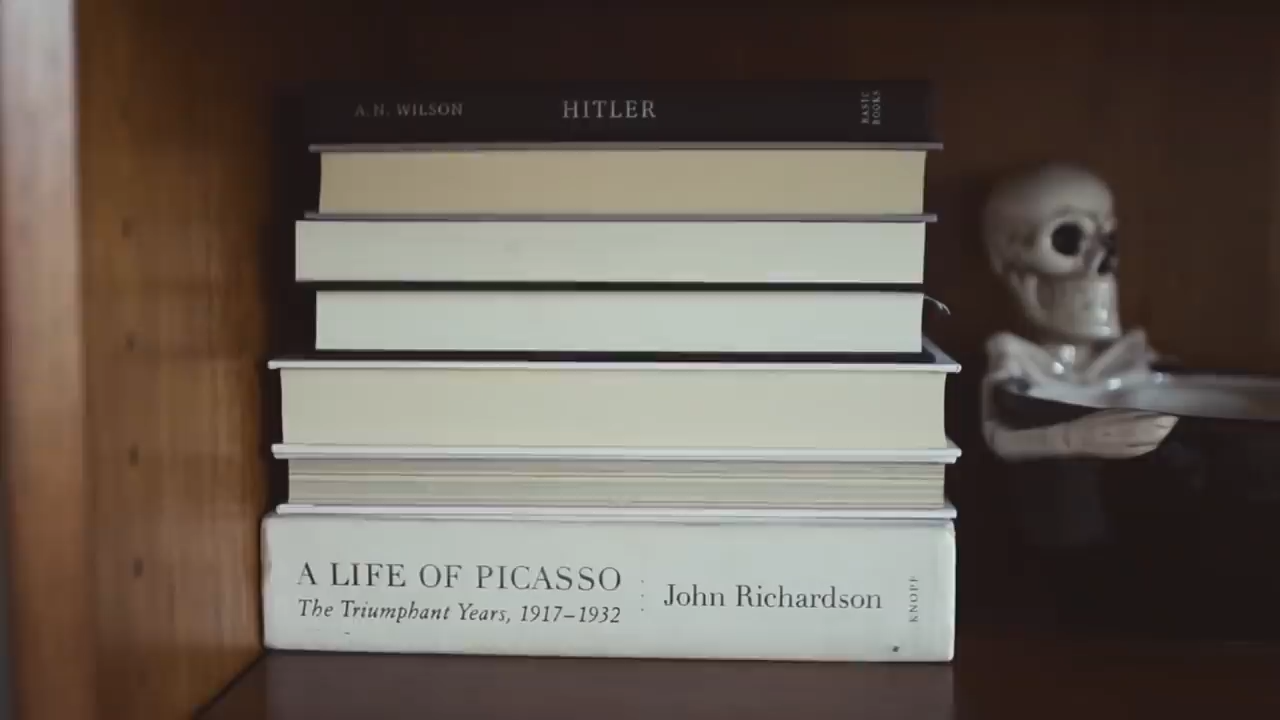 A. N. WILSON HITLER BASIC BOOKS
A LIFE OF PICASSO
The Triumphant Years, 1917–1932
John Richardson
KNOPF